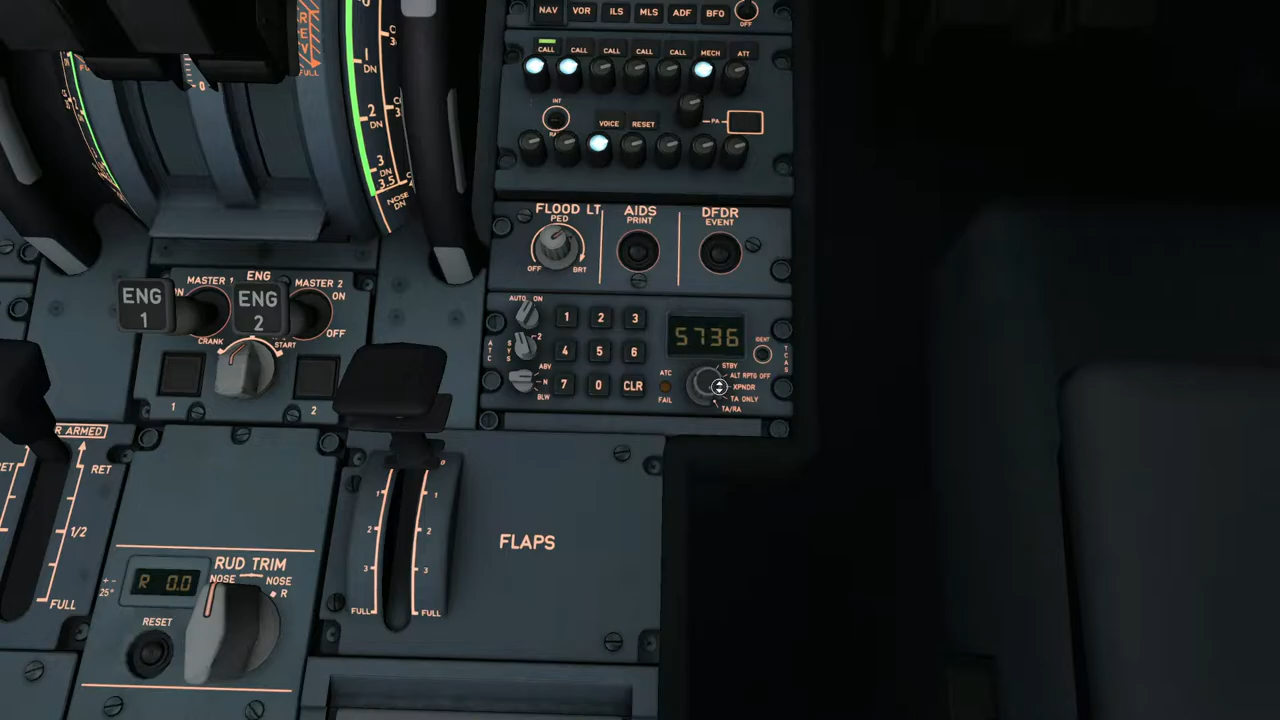 NAV VOR ILS MLS ADF BFO
OFF
CALL CALL CALL CALL CALL MECH ATT
INT
VOICE RESET
PA
FULL
0
1
DN
2
DN
3
DN
3.5
NOSE
DN
FLOOD LT
PED
OFF BRT
AIDS
PRINT
DFDR
EVENT
ENG
MASTER 1
MASTER 2
ON
OFF
ENG
1
ENG
2
CRANK
START
1
2
AUTO ON
ATC
SYS
2
ABV
N
BLW
1 2 3
4 5 6
7 0 CLR
5736
IDENT
TCAS
ATC
FAIL
STBY
ALT RPTG OFF
XPNDR
TA ONLY
TA/RA
R ARMED
RET
1/2
FULL
0
1 1
2 2
3 3
FULL FULL
FLAPS
RUD TRIM
R 0.0
NOSE NOSE
R
RESET